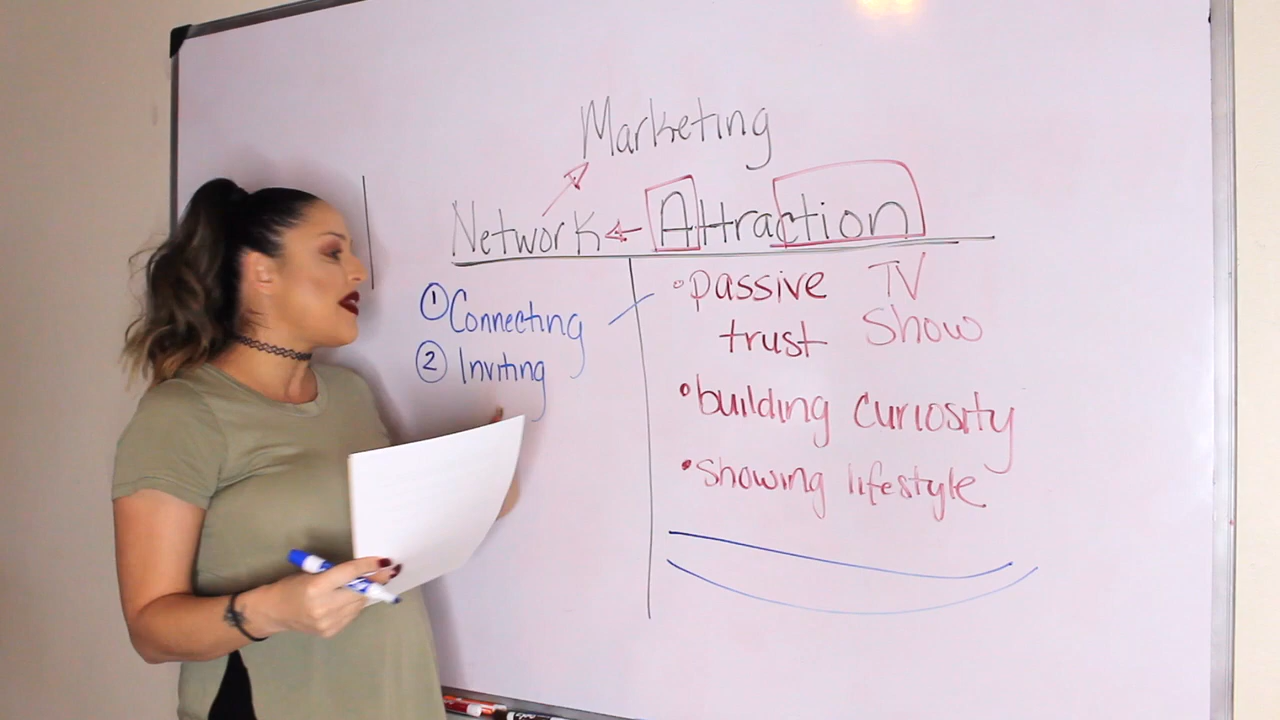 Marketing
Network ← Attraction
① Connecting
② Inviting
• passive TV
trust Show
• building curiosity
• showing lifestyle